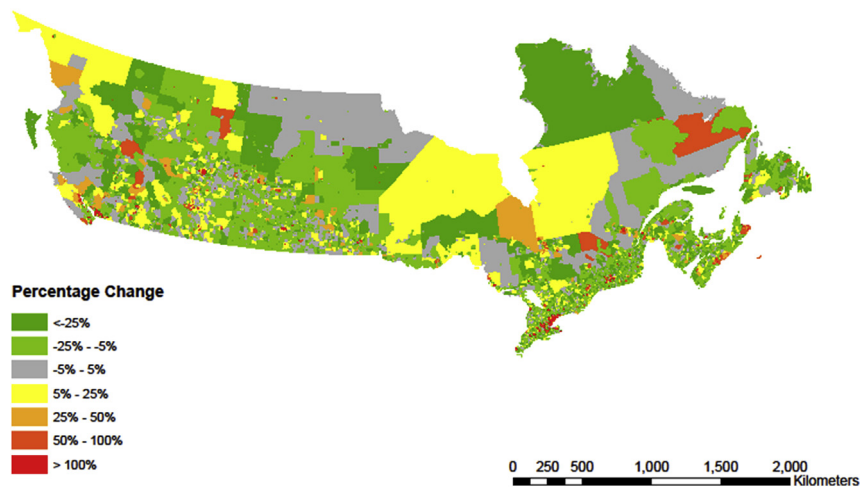 Percentage Change
<-25%
-25% - -5%
-5% - 5%
5% - 25%
25% - 50%
50% - 100%
> 100%
0 250 500 1,000 1,500 2,000
Kilometers